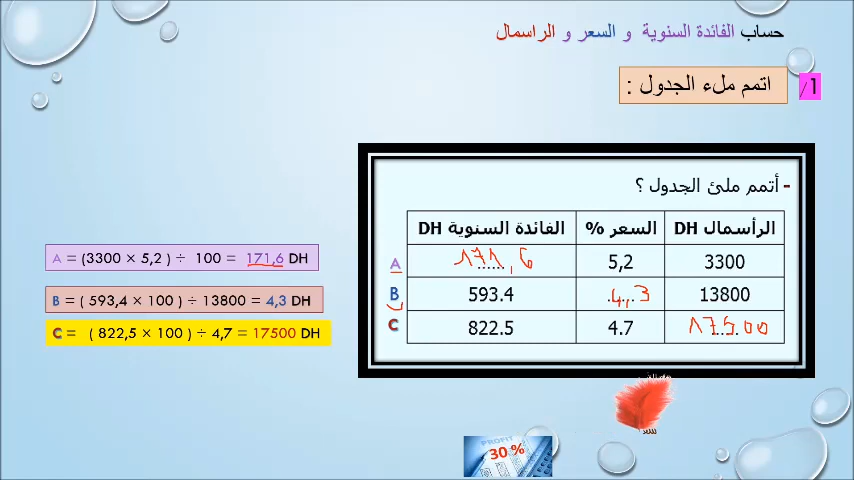 حساب الفائدة السنوية و السعر و الراسمال
1/ اتمم ملء الجدول :
- أتمم ملئ الجدول ؟
الرأسمال DH السعر % الفائدة السنوية DH
A 3300 5,2 171,6
B 13800 4,3 593.4
C 17500 4.7 822.5
A = (3300 × 5,2 ) ÷ 100 = 171,6 DH
B = ( 593,4 × 100 ) ÷ 13800 = 4,3 DH
C = ( 822,5 × 100 ) ÷ 4,7 = 17500 DH
PROFIT
30 %